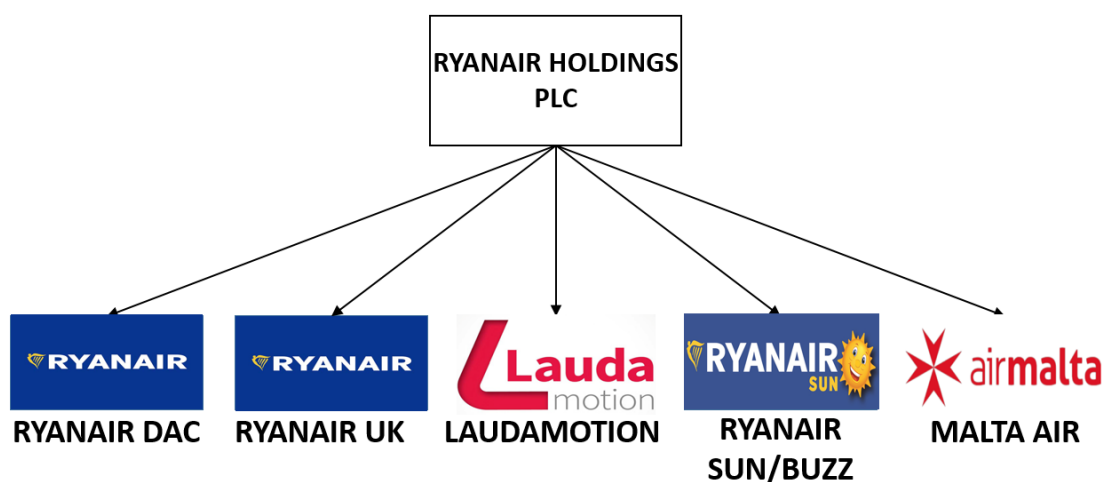 RYANAIR HOLDINGS
PLC
RYANAIR
RYANAIR
Lauda
motion
RYANAIR
SUN
airmalta
RYANAIR DAC
RYANAIR UK
LAUDAMOTION
RYANAIR
SUN/BUZZ
MALTA AIR